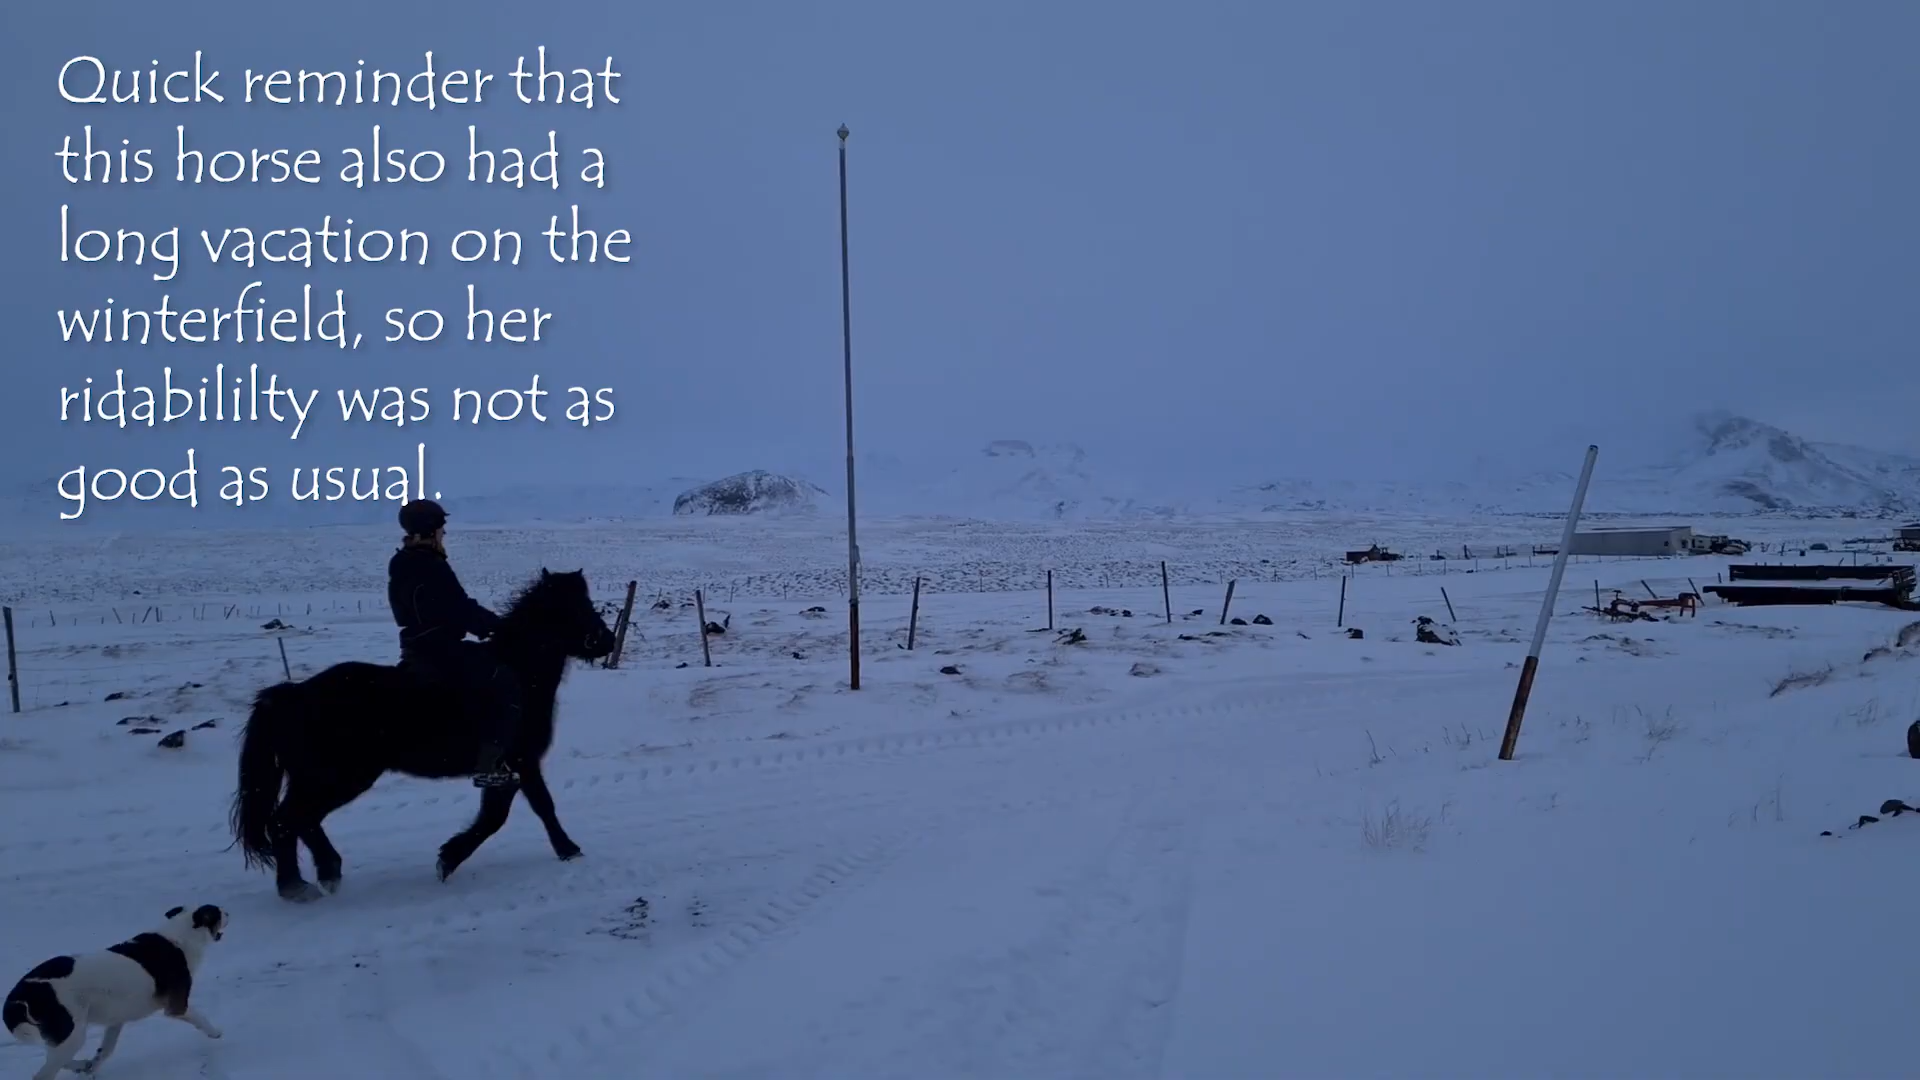 Quick reminder that
this horse also had a
long vacation on the
winterfield, so her
ridabililty was not as
good as usual.